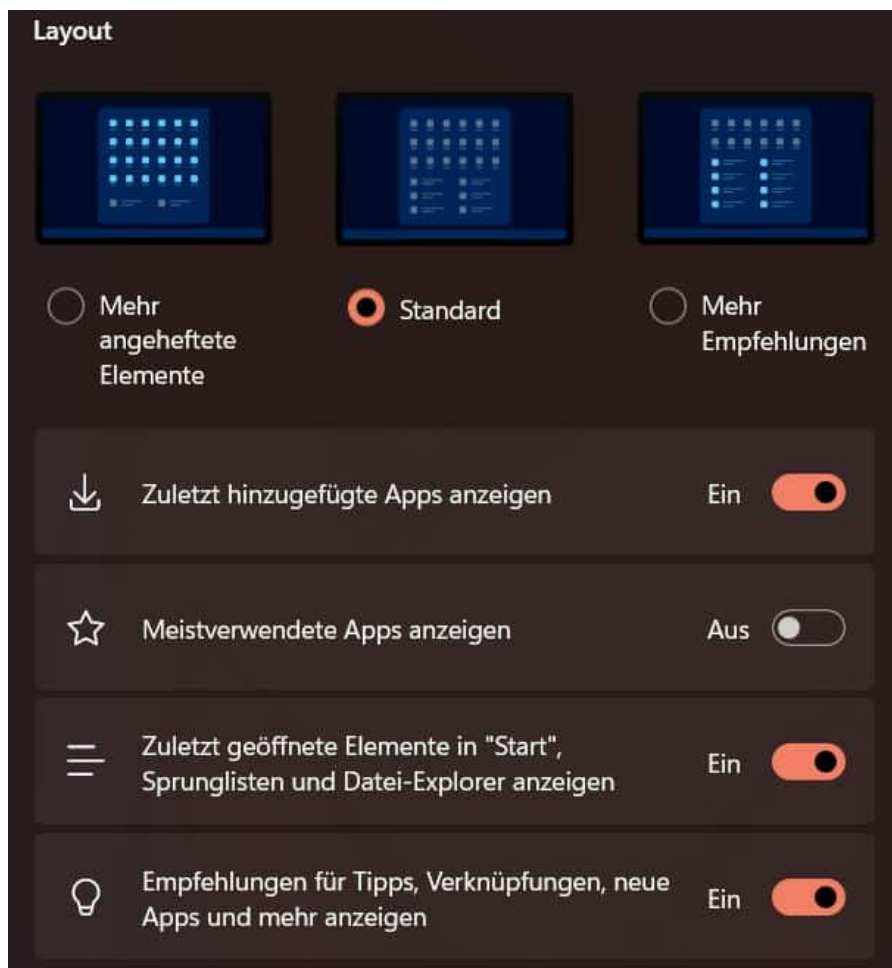 Layout
Mehr
angeheftete
Elemente
Standard
Mehr
Empfehlungen
Zuletzt hinzugefügte Apps anzeigen
Ein
Meistverwendete Apps anzeigen
Aus
Zuletzt geöffnete Elemente in "Start",
Sprunglisten und Datei-Explorer anzeigen
Ein
Empfehlungen für Tipps, Verknüpfungen, neue
Apps und mehr anzeigen
Ein